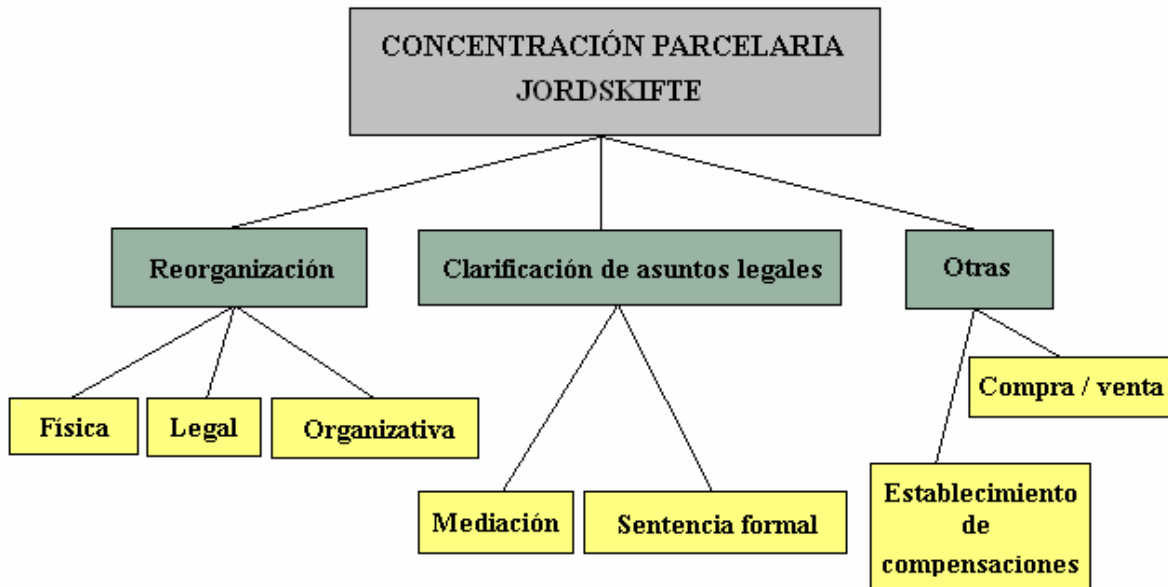 CONCENTRACIÓN PARCELARIA
JORDSKIFTE
Reorganización
Clarificación de asuntos legales
Otras
Física
Legal
Organizativa
Compra / venta
Mediación
Sentencia formal
Establecimiento
de
compensaciones